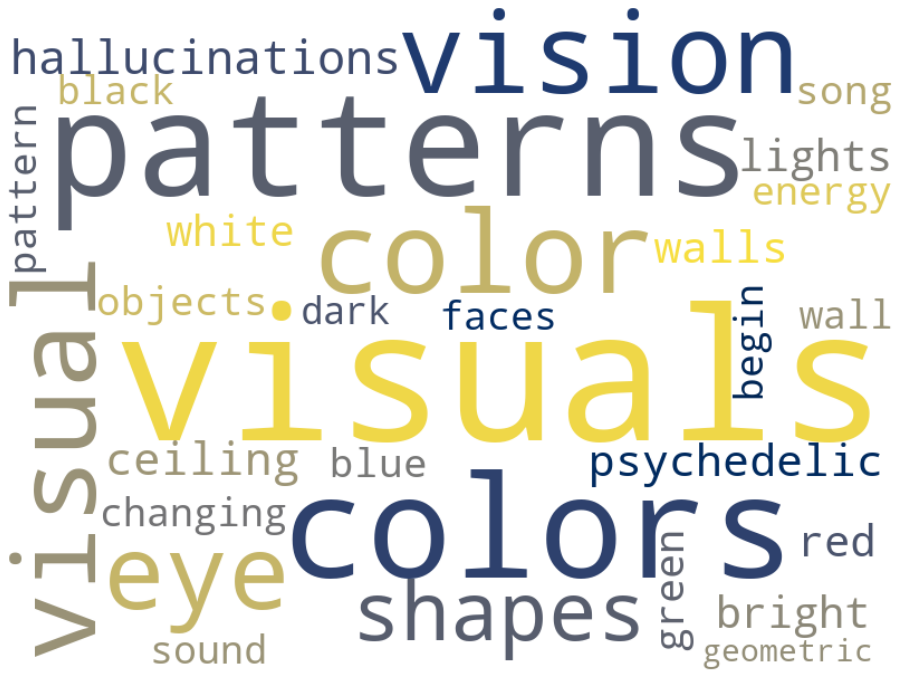 hallucinations
vision
black
song
patterns
pattern
lights
energy
white
color
walls
visual
objects
dark
faces
begin
wall
visuals
ceiling
blue
psychedelic
changing
colors
red
eye
green
shapes
bright
sound
geometric